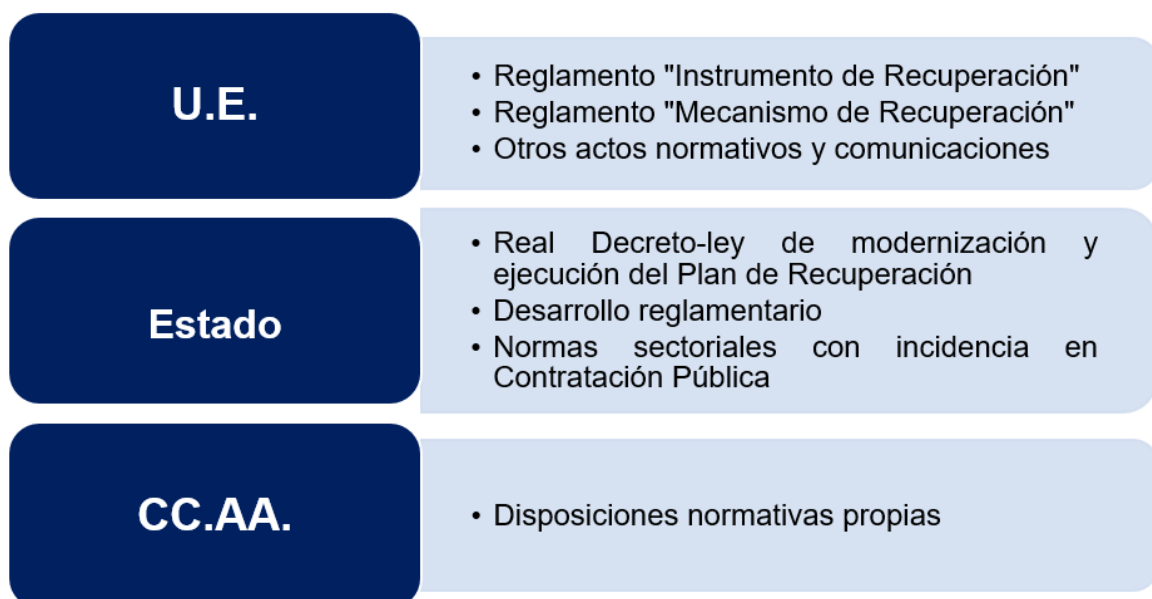 U.E.
• Reglamento "Instrumento de Recuperación"
• Reglamento "Mecanismo de Recuperación"
• Otros actos normativos y comunicaciones
Estado
• Real Decreto-ley de modernización y
ejecución del Plan de Recuperación
• Desarrollo reglamentario
• Normas sectoriales con incidencia en
Contratación Pública
CC.AA.
• Disposiciones normativas propias